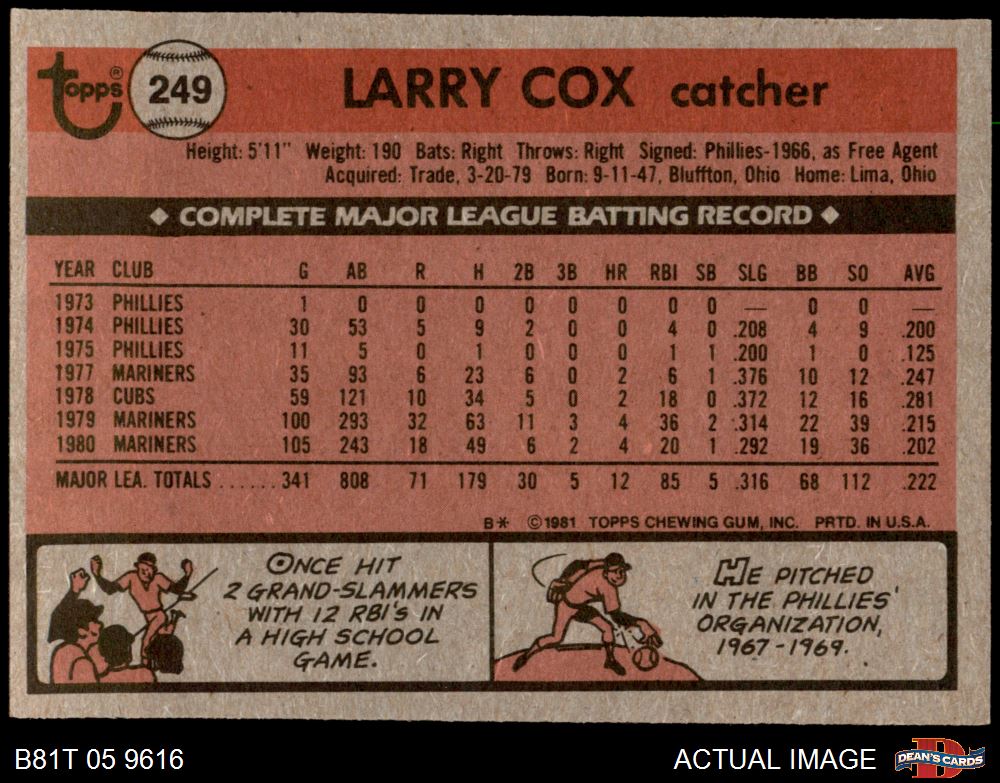 topps® 249 LARRY COX catcher
Height: 5'11" Weight: 190 Bats: Right Throws: Right Signed: Phillies-1966, as Free Agent
Acquired: Trade, 3-20-79 Born: 9-11-47, Bluffton, Ohio Home: Lima, Ohio
◆ COMPLETE MAJOR LEAGUE BATTING RECORD ◆
YEAR CLUB G AB R H 2B 3B HR RBI SB SLG BB SO AVG
1973 PHILLIES 1 0 0 0 0 0 0 0 0 — 0 0 —
1974 PHILLIES 30 53 5 9 2 0 0 4 0 .208 4 9 .200
1975 PHILLIES 11 5 0 1 0 0 0 1 1 .200 1 0 .125
1977 MARINERS 35 93 6 23 6 0 2 6 1 .376 10 12 .247
1978 CUBS 59 121 10 34 5 0 2 18 0 .372 12 16 .281
1979 MARINERS 100 293 32 63 11 3 4 36 2 .314 22 39 .215
1980 MARINERS 105 243 18 49 6 2 4 20 1 .292 19 36 .202
MAJOR LEA. TOTALS ...... 341 808 71 179 30 5 12 85 5 .316 68 112 .222
B* ©1981 TOPPS CHEWING GUM, INC. PRTD. IN U.S.A.
ONCE HIT
2 GRAND-SLAMMERS
WITH 12 RBI'S IN
A HIGH SCHOOL
GAME.
HE PITCHED
IN THE PHILLIES'
ORGANIZATION,
1967-1969.
B81T 05 9616 ACTUAL IMAGE DEAN'S CARDS